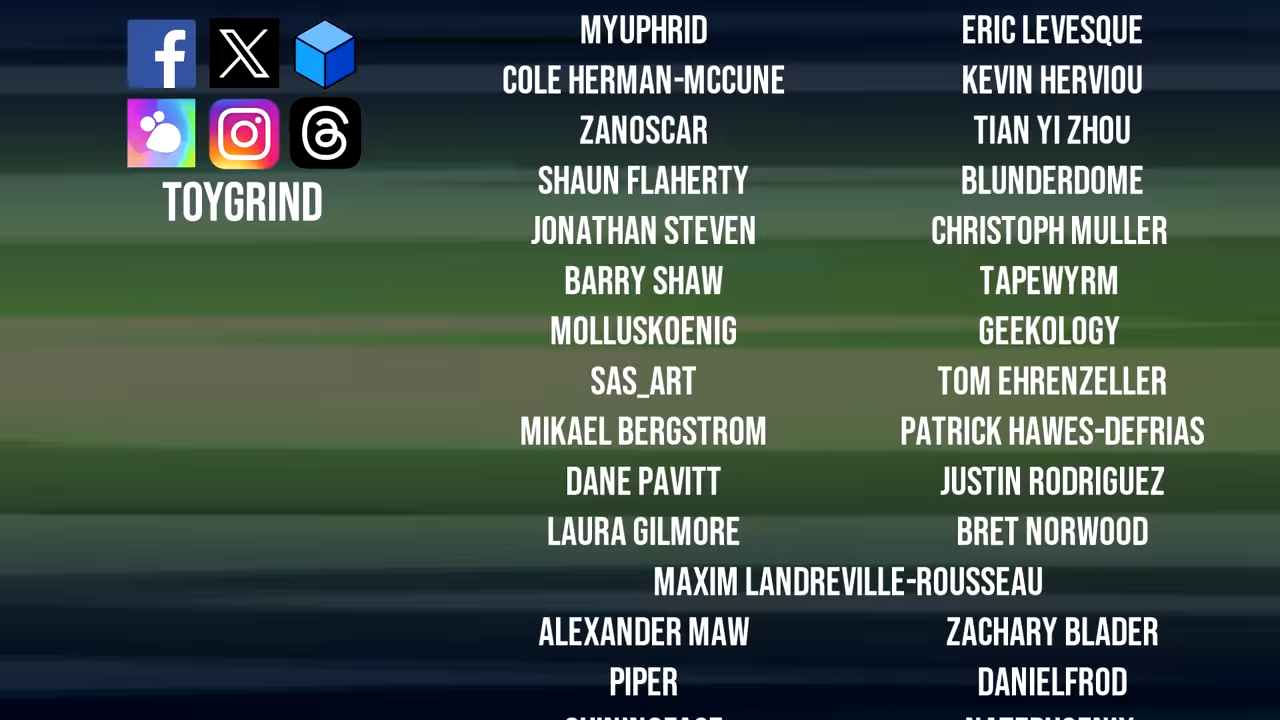 TOYGRIND
MYUPHRID ERIC LEVESQUE
COLE HERMAN-MCCUNE KEVIN HERVIOU
ZANOSCAR TIAN YI ZHOU
SHAUN FLAHERTY BLUNDERDOME
JONATHAN STEVEN CHRISTOPH MULLER
BARRY SHAW TAPEWYRM
MOLLUSKOENIG GEEKOLOGY
SAS_ART TOM EHRENZELLER
MIKAEL BERGSTROM PATRICK HAWES-DEFRIAS
DANE PAVITT JUSTIN RODRIGUEZ
LAURA GILMORE BRET NORWOOD
MAXIM LANDREVILLE-ROUSSEAU
ALEXANDER MAW ZACHARY BLADER
PIPER DANIELFROD